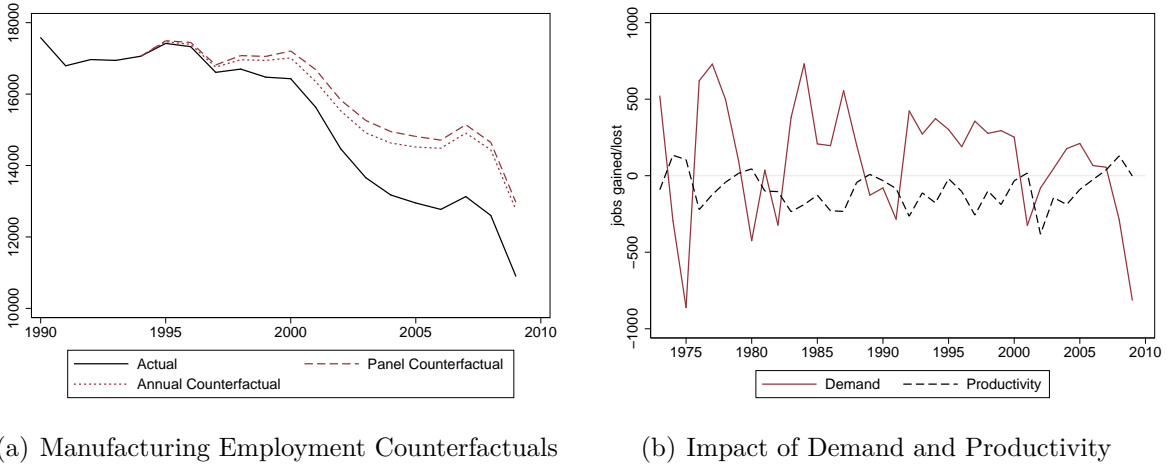 18000
16000
14000
12000
10000
1990
1995
2000
2005
2010
Actual
Panel Counterfactual
Annual Counterfactual
(a) Manufacturing Employment Counterfactuals
1000
500
0
−500
−1000
jobs gained/lost
1975
1980
1985
1990
1995
2000
2005
2010
Demand
Productivity
(b) Impact of Demand and Productivity